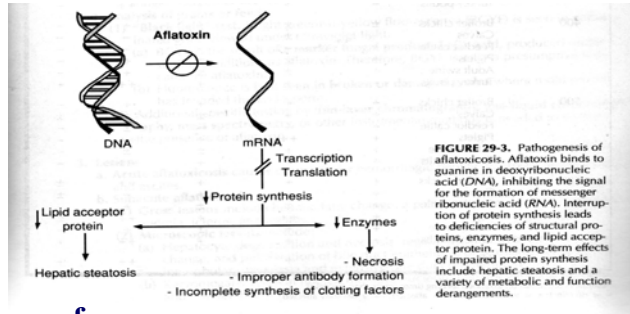 Aflatoxin
DNA
mRNA
Transcription
Translation
Protein synthesis
Lipid acceptor
protein
Enzymes
Hepatic steatosis
- Necrosis
- Improper antibody formation
- Incomplete synthesis of clotting factors
FIGURE 29-3. Pathogenesis of
aflatoxicosis. Aflatoxin binds to
guanine in deoxyribonucleic
acid (DNA), inhibiting the signal
for the formation of messenger
ribonucleic acid (RNA). Interrup-
tion of protein synthesis leads
to deficiencies of structural pro-
teins, enzymes, and lipid accep-
tor protein. The long-term effects
of impaired protein synthesis
include hepatic steatosis and a
variety of metabolic and function
derangements.